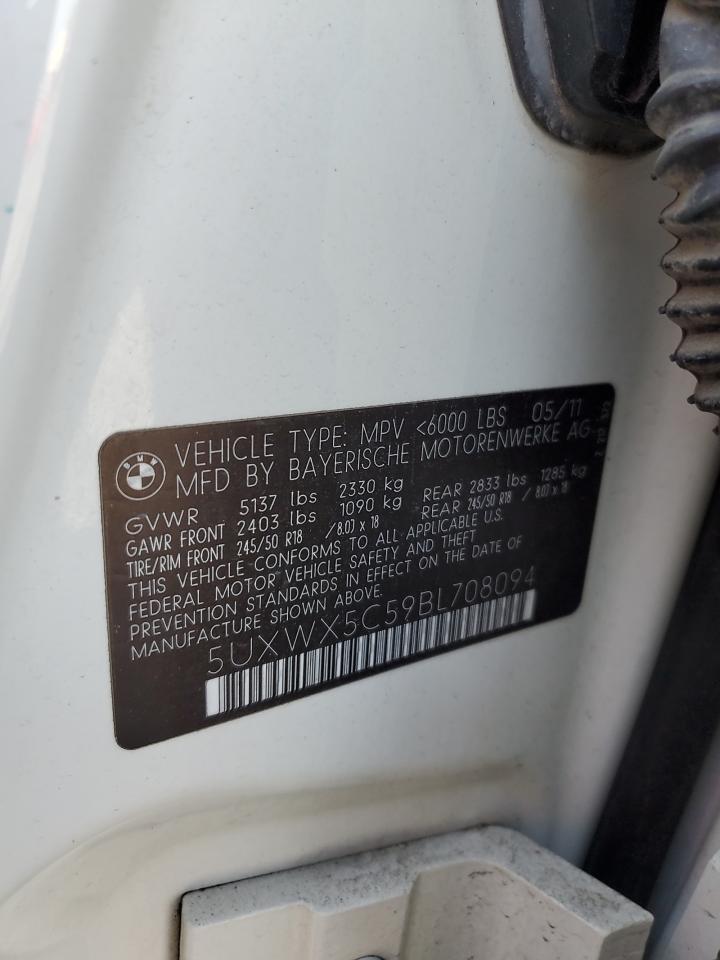 BMW
VEHICLE TYPE: MPV <6000 LBS 05/11
MFD BY BAYERISCHE MOTORENWERKE AG
GVWR 5137 lbs 2330 kg
GAWR FRONT 2403 lbs 1090 kg REAR 2833 lbs 1285 kg
TIRE/RIM FRONT 245/50 R18 /8.0J x 18 REAR 245/50 R18 / 8.0J x 18
THIS VEHICLE CONFORMS TO ALL APPLICABLE U.S.
FEDERAL MOTOR VEHICLE SAFETY AND THEFT
PREVENTION STANDARDS IN EFFECT ON THE DATE OF
MANUFACTURE SHOWN ABOVE.
5UXWX5C59BL708094